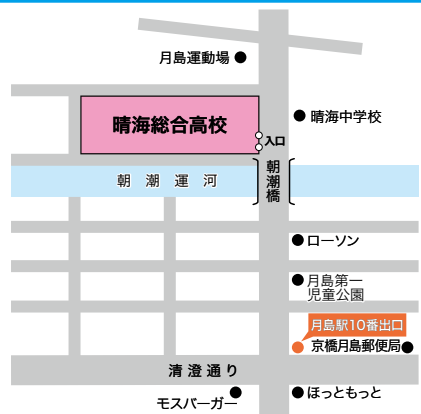 月島運動場
晴海総合高校
晴海中学校
入口
朝潮運河
朝潮橋
ローソン
月島第一
児童公園
月島駅10番出口
京橋月島郵便局
清澄通り
モスバーガー
ほっともっと